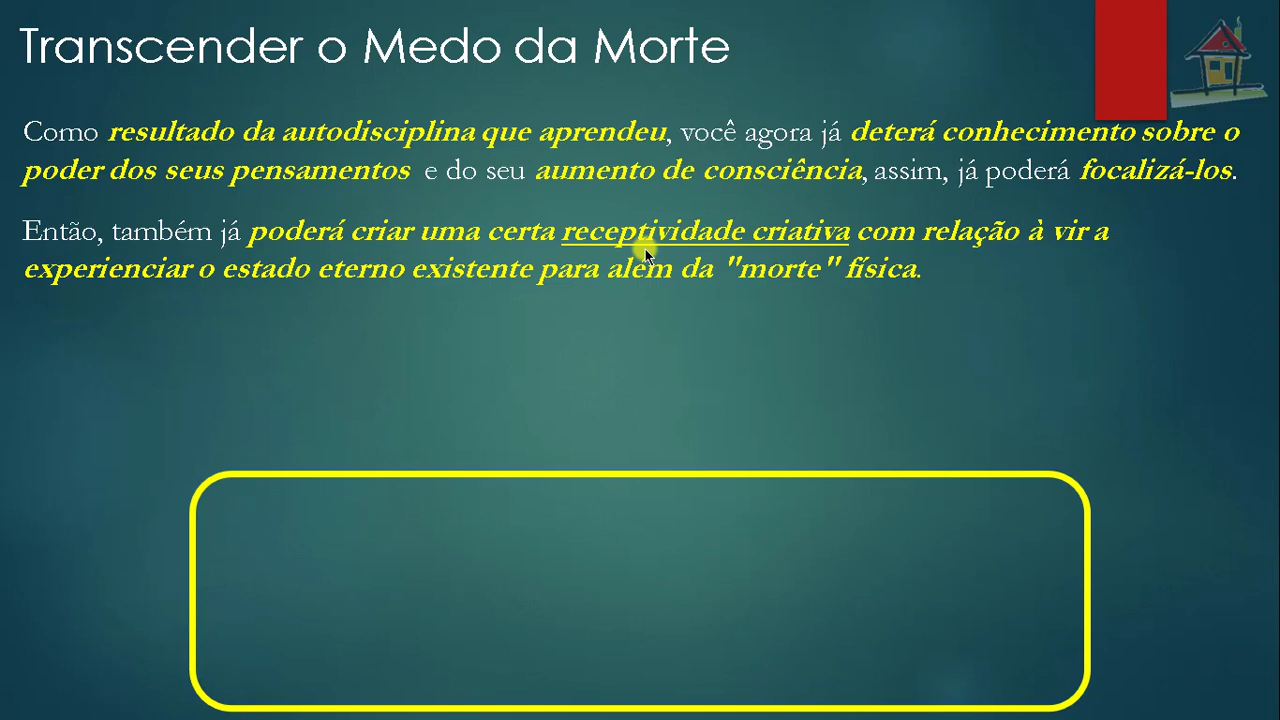 Transcender o Medo da Morte
Como resultado da autodisciplina que aprendeu, você agora já deterá conhecimento sobre o
poder dos seus pensamentos e do seu aumento de consciência, assim, já poderá focalizá-los.
Então, também já poderá criar uma certa receptividade criativa com relação à vir a
experienciar o estado eterno existente para além da "morte" física.